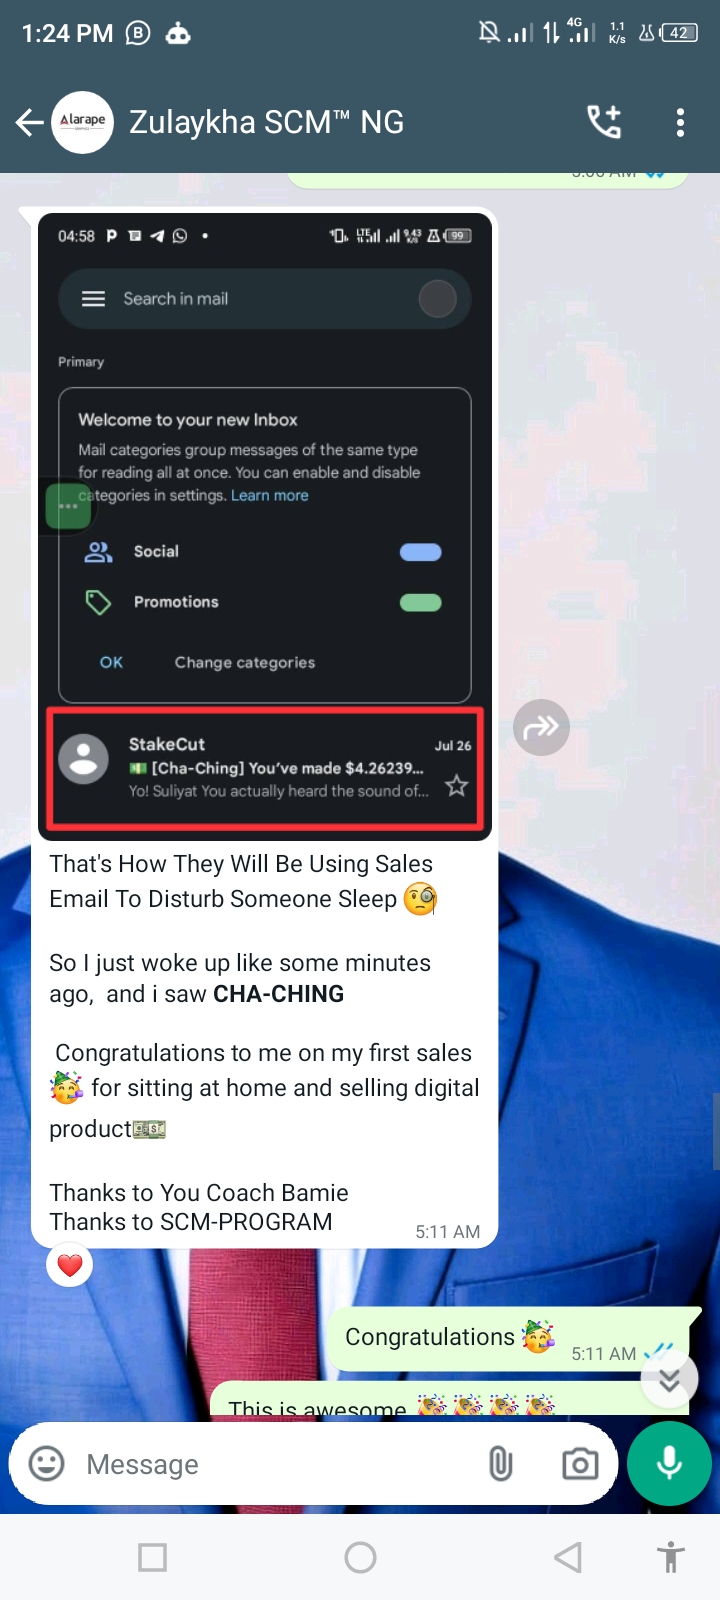 1:24 PM
4G
1.1
K/s
42
Alarape
Zulaykha SCM™ NG
04:58
LTE
9.43
K/S
99
Search in mail
Primary
Welcome to your new Inbox
Mail categories group messages of the same type
for reading all at once. You can enable and disable
categories in settings. Learn more
Social
Promotions
OK Change categories
StakeCut Jul 26
💵 [Cha-Ching] You've made $4.26239...
Yo! Suliyat You actually heard the sound of...
That's How They Will Be Using Sales
Email To Disturb Someone Sleep 🧐
So I just woke up like some minutes
ago, and i saw CHA-CHING
Congratulations to me on my first sales
🥳 for sitting at home and selling digital
product💵
Thanks to You Coach Bamie
Thanks to SCM-PROGRAM 5:11 AM
Congratulations 🥳 5:11 AM
This is awesome 🎉🎉🎉🎉
Message